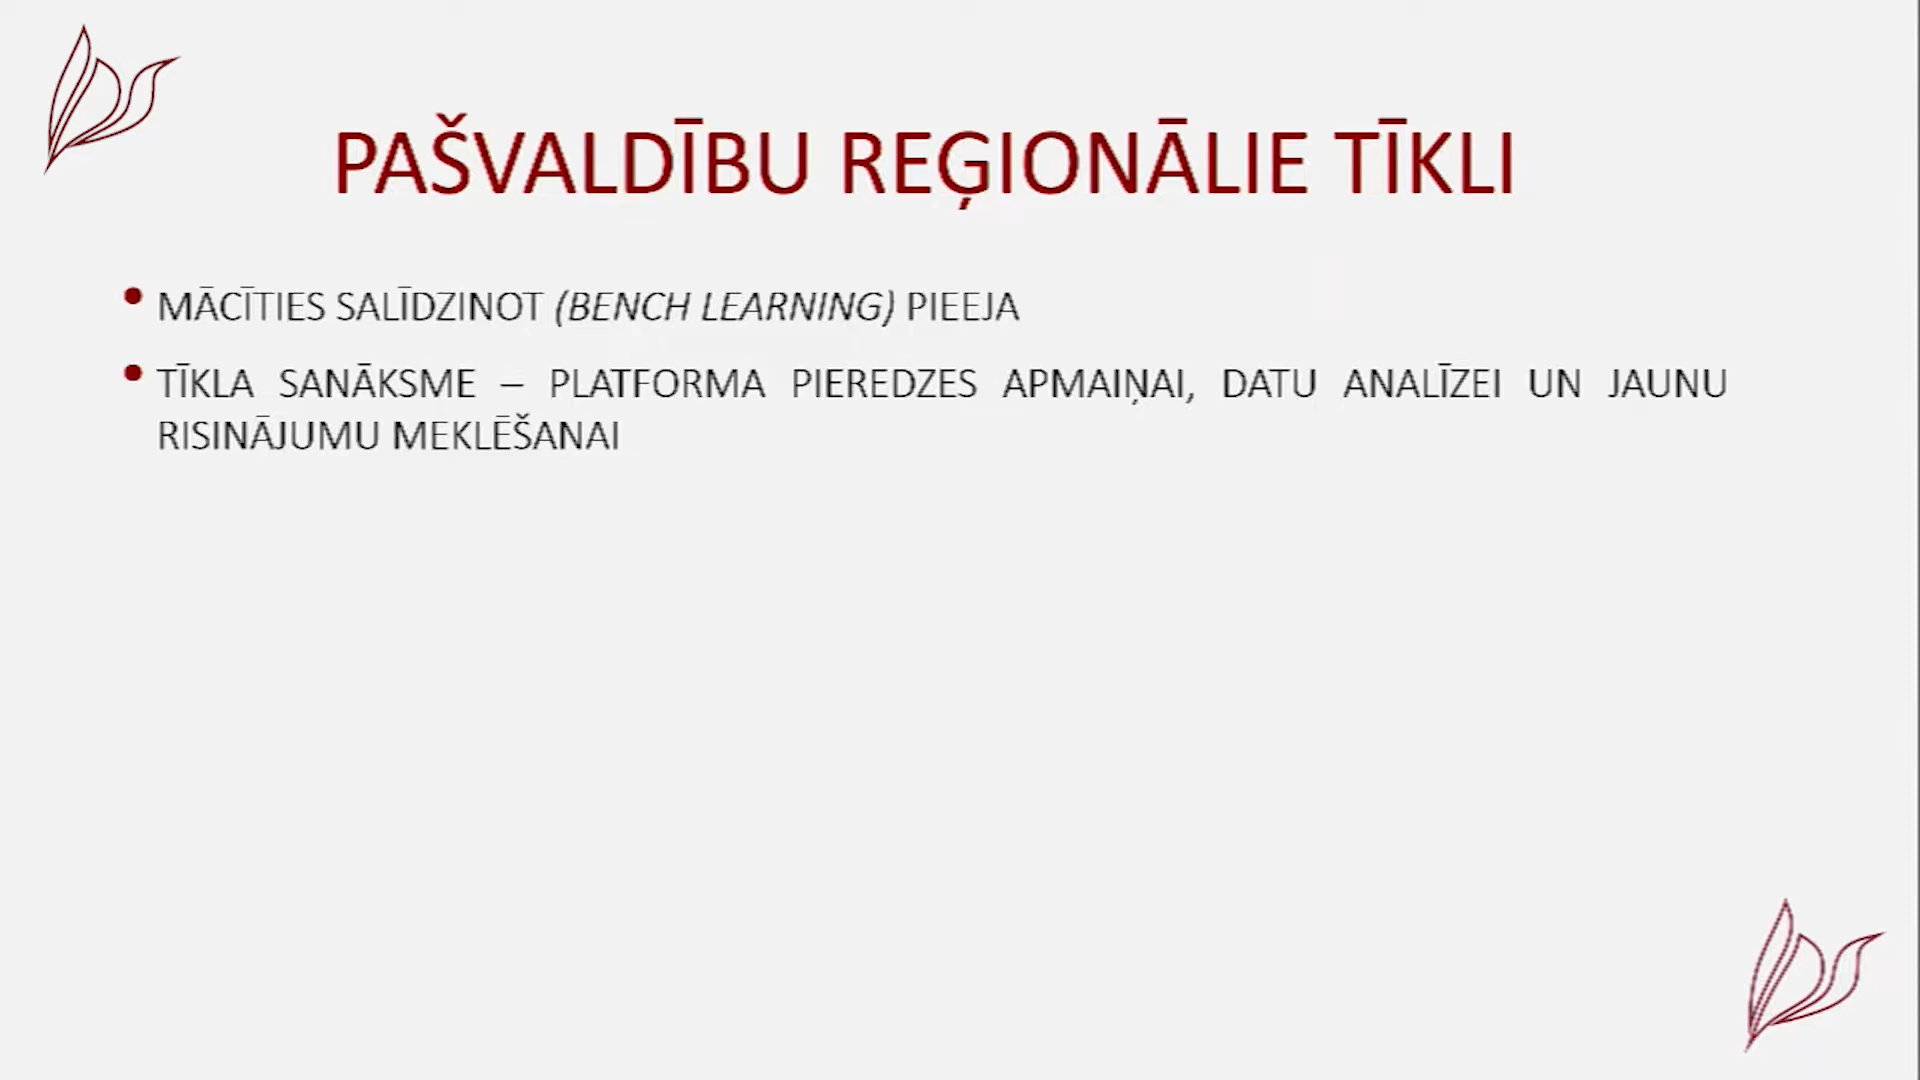 PAŠVALDĪBU REĢIONĀLIE TĪKLI
• MĀCĪTIES SALĪDZINOT (BENCH LEARNING) PIEEJA
• TĪKLA SANĀKSME – PLATFORMA PIEREDZES APMAIŅAI, DATU ANALĪZEI UN JAUNU
RISINĀJUMU MEKLĒŠANAI